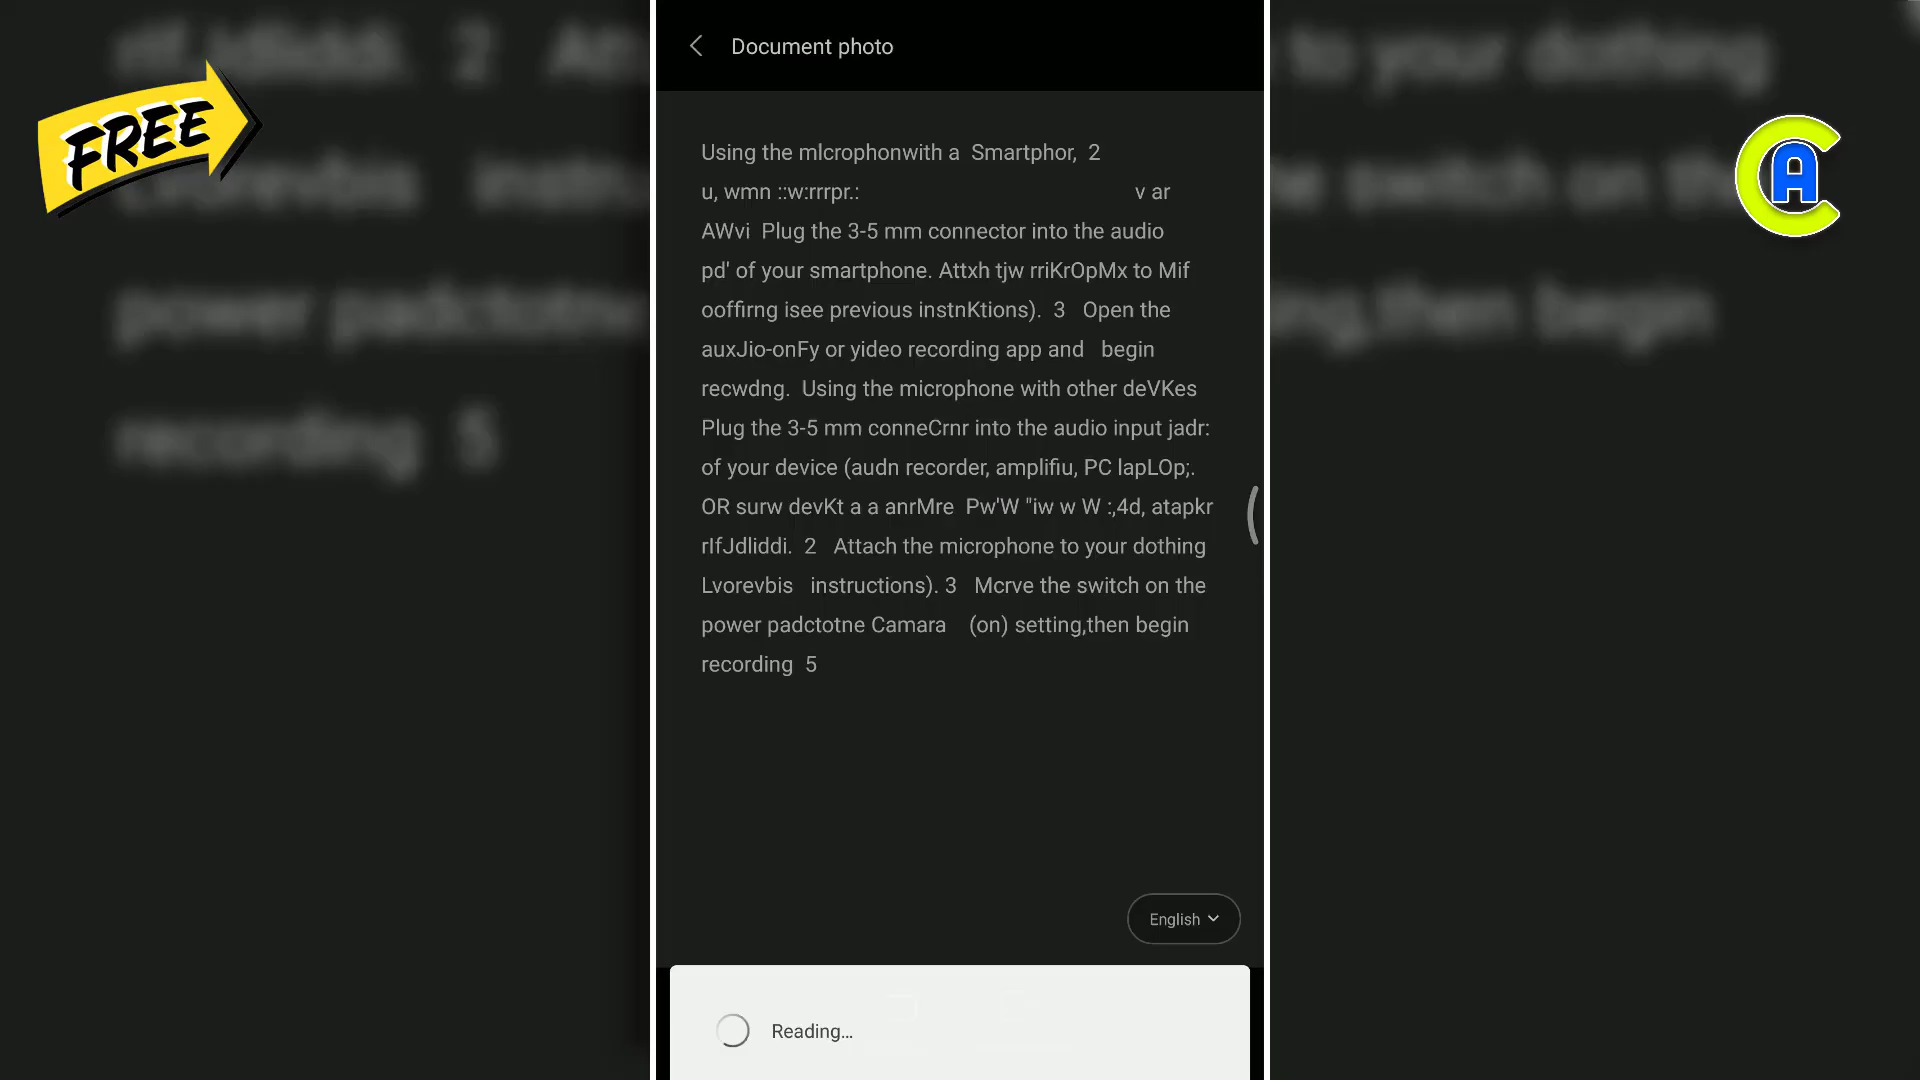 Document photo
FREE
CA
Using the mlcrophonwith a Smartphor, 2
u, wmn ::w:rrrpr.: v ar
AWvi Plug the 3-5 mm connector into the audio
pd' of your smartphone. Attxh tjw rriKrOpMx to Mif
ooffirng isee previous instnKtions). 3 Open the
auxJio-onFy or yideo recording app and begin
recwdng. Using the microphone with other deVKes
Plug the 3-5 mm conneCrnr into the audio input jadr:
of your device (audn recorder, amplifiu, PC lapLOp;.
OR surw devKt a a anrMre Pw'W "iw w W :,4d, atapkr
rIfJdliddi. 2 Attach the microphone to your dothing
Lvorevbis instructions). 3 Mcrve the switch on the
power padctotne Camara (on) setting,then begin
recording 5
English
Reading...